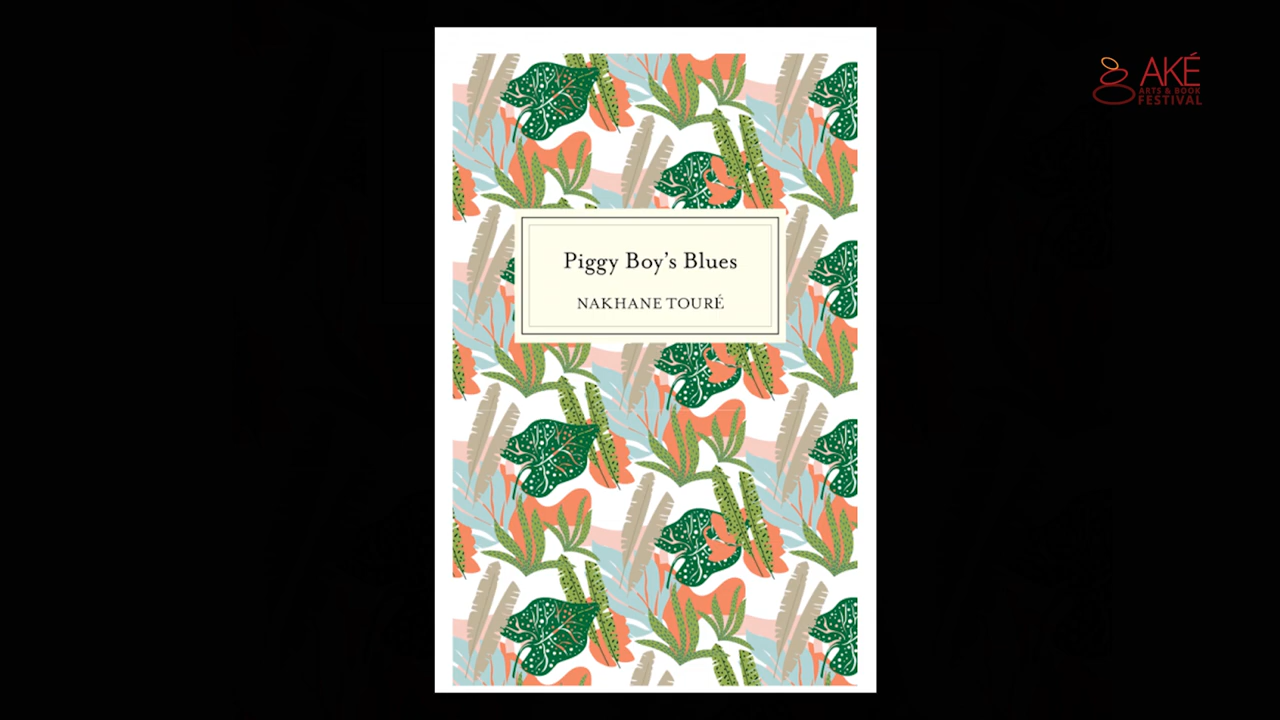 Piggy Boy's Blues
NAKHANE TOURÉ
AKÉ
ARTS & BOOK
FESTIVAL